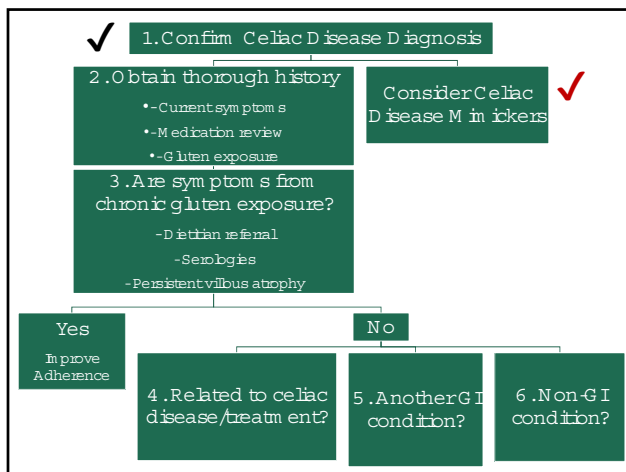 1.Confirm Celiac Disease Diagnosis
2.Obtain thorough history
•-Current symptoms
•-Medication review
•-Gluten exposure
Consider Celiac
Disease Mimickers
3.Are symptoms from
chronic gluten exposure?
-Dietitian referral
-Serologies
-Persistent villous atrophy
Yes
Improve
Adherence
No
4.Related to celiac
disease/treatment?
5.Another GI
condition?
6.Non-GI
condition?